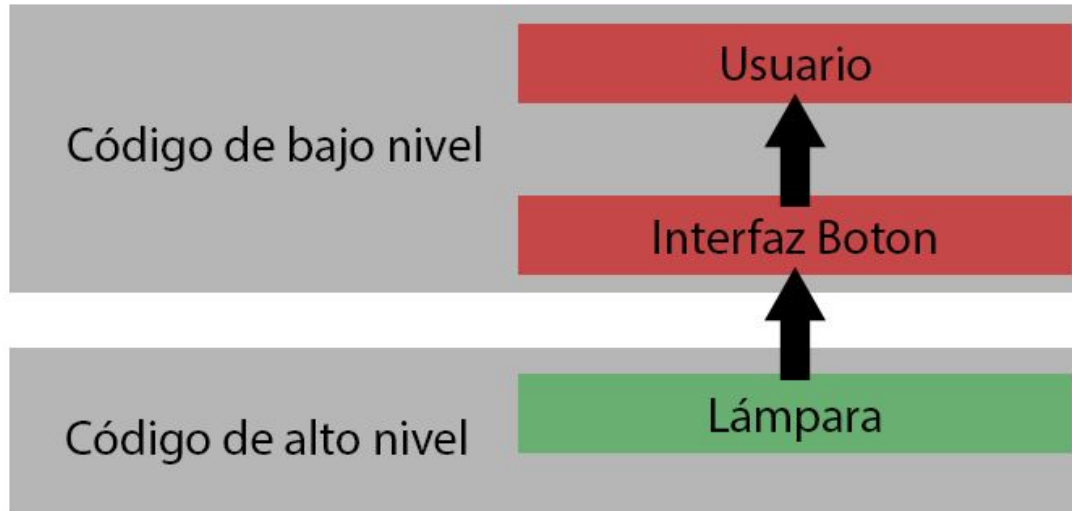 Usuario
Código de bajo nivel
Interfaz Boton
Lámpara
Código de alto nivel